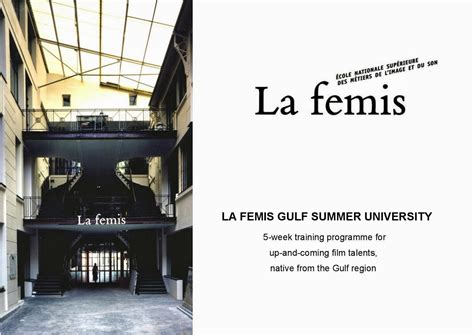 La femis
ÉCOLE NATIONALE SUPÉRIEURE
DES MÉTIERS DE L'IMAGE ET DU SON
La femis
LA FEMIS GULF SUMMER UNIVERSITY
5-week training programme for
up-and-coming film talents,
native from the Gulf region